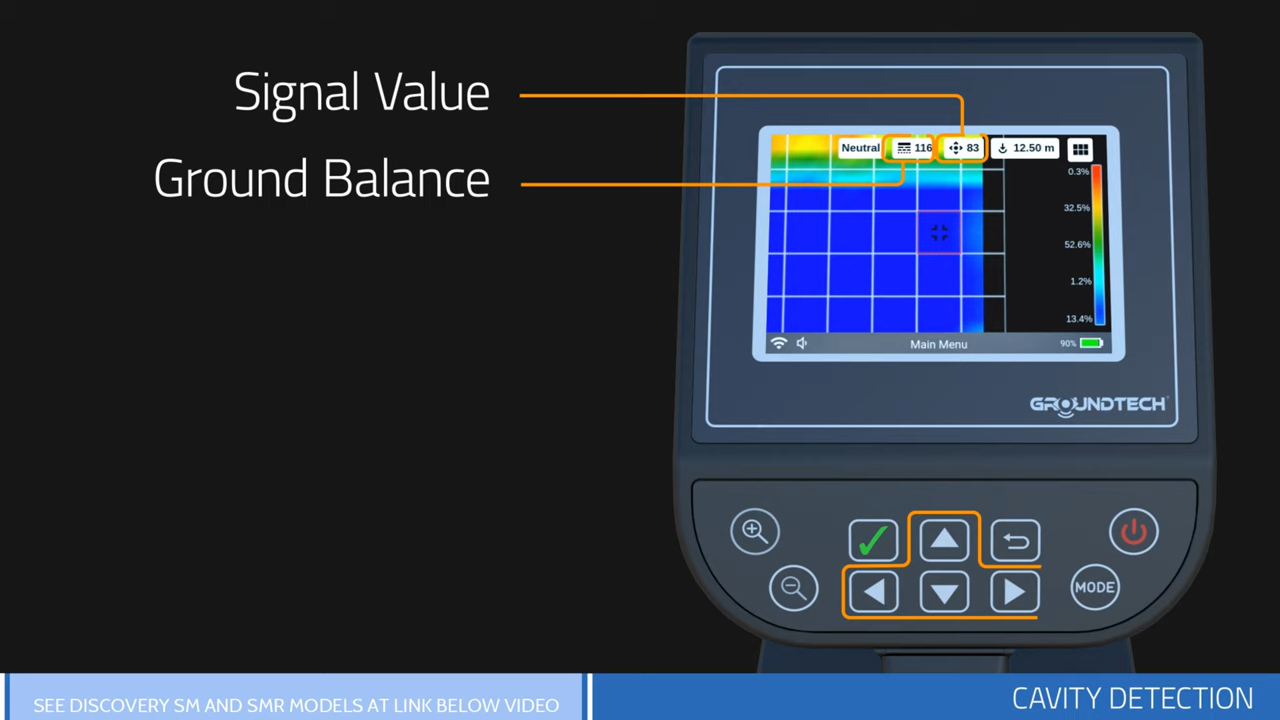 Signal Value
Ground Balance
Neutral 116 83 12.50 m
0.3%
32.5%
52.6%
1.2%
13.4%
Main Menu 90%
GROUNDTECH
MODE
SEE DISCOVERY SM AND SMR MODELS AT LINK BELOW VIDEO
CAVITY DETECTION